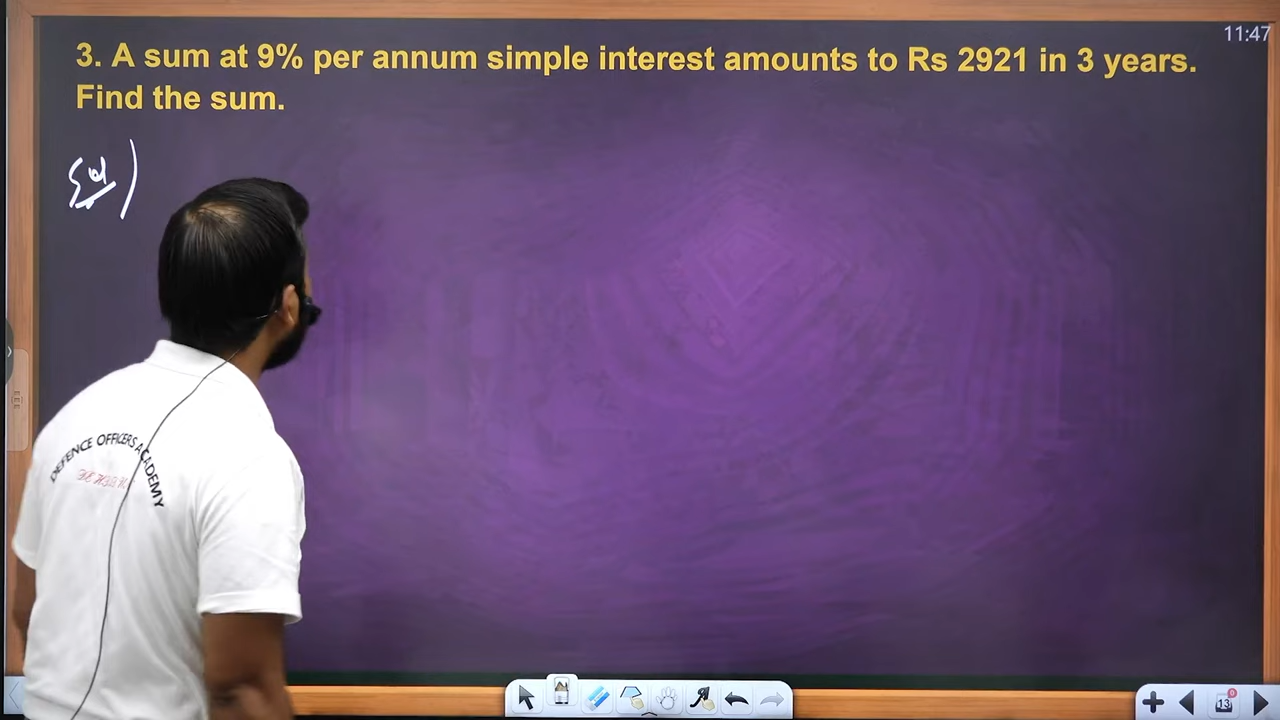 11:47
3. A sum at 9% per annum simple interest amounts to Rs 2921 in 3 years.
Find the sum.
Sol)
DEFENCE OFFICERS ACADEMY
13